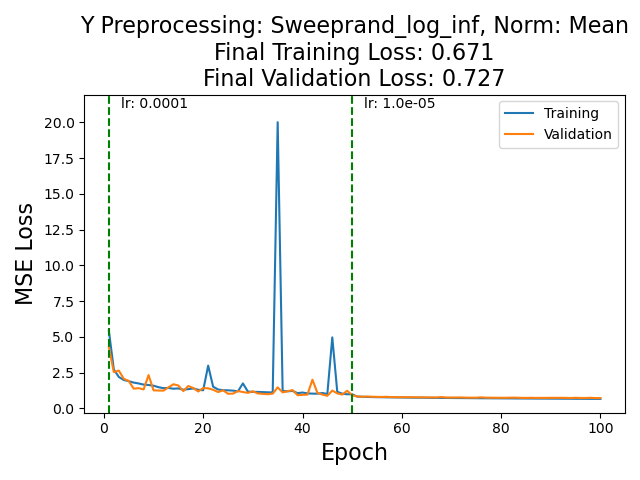 Y Preprocessing: Sweeprand_log_inf, Norm: Mean
Final Training Loss: 0.671
Final Validation Loss: 0.727
lr: 0.0001
lr: 1.0e-05
Training
Validation
20.0
17.5
15.0
12.5
10.0
7.5
5.0
2.5
0.0
MSE Loss
0
20
40
60
80
100
Epoch